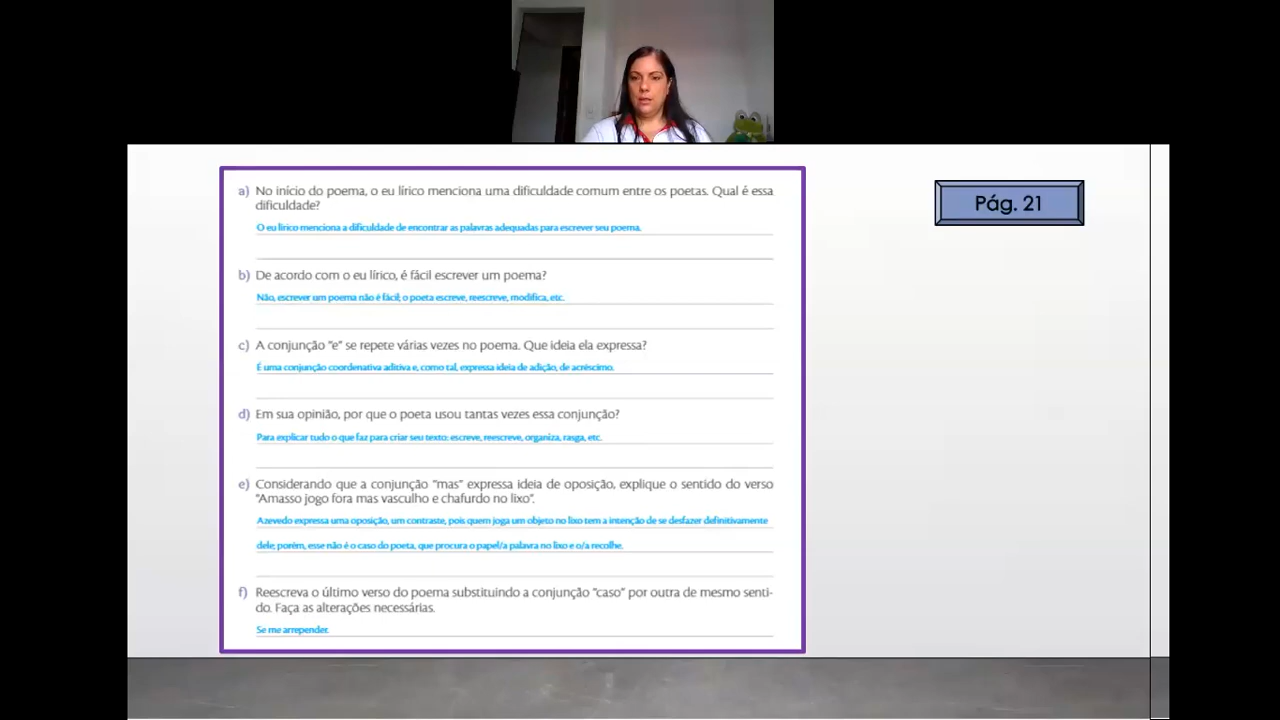 a) No início do poema, o eu lírico menciona uma dificuldade comum entre os poetas. Qual é essa
dificuldade?
O eu lírico menciona a dificuldade de encontrar as palavras adequadas para escrever seu poema.
b) De acordo com o eu lírico, é fácil escrever um poema?
Não, escrever um poema não é fácil; o poeta escreve, reescreve, modifica, etc.
c) A conjunção "e" se repete várias vezes no poema. Que ideia ela expressa?
É uma conjunção coordenativa aditiva e, como tal, expressa ideia de adição, de acréscimo.
d) Em sua opinião, por que o poeta usou tantas vezes essa conjunção?
Para explicar tudo o que faz para criar seu texto: escreve, reescreve, organiza, rasga, etc.
e) Considerando que a conjunção "mas" expressa ideia de oposição, explique o sentido do verso
"Amasso jogo fora mas vasculho e chafurdo no lixo".
Azevedo expressa uma oposição, um contraste, pois quem joga um objeto no lixo tem a intenção de se desfazer definitivamente
dele, porém, esse não é o caso do poeta, que procura o papel/a palavra no lixo e o/a recolhe.
f) Reescreva o último verso do poema substituindo a conjunção "caso" por outra de mesmo senti-
do. Faça as alterações necessárias.
Se me arrepender.
Pág. 21